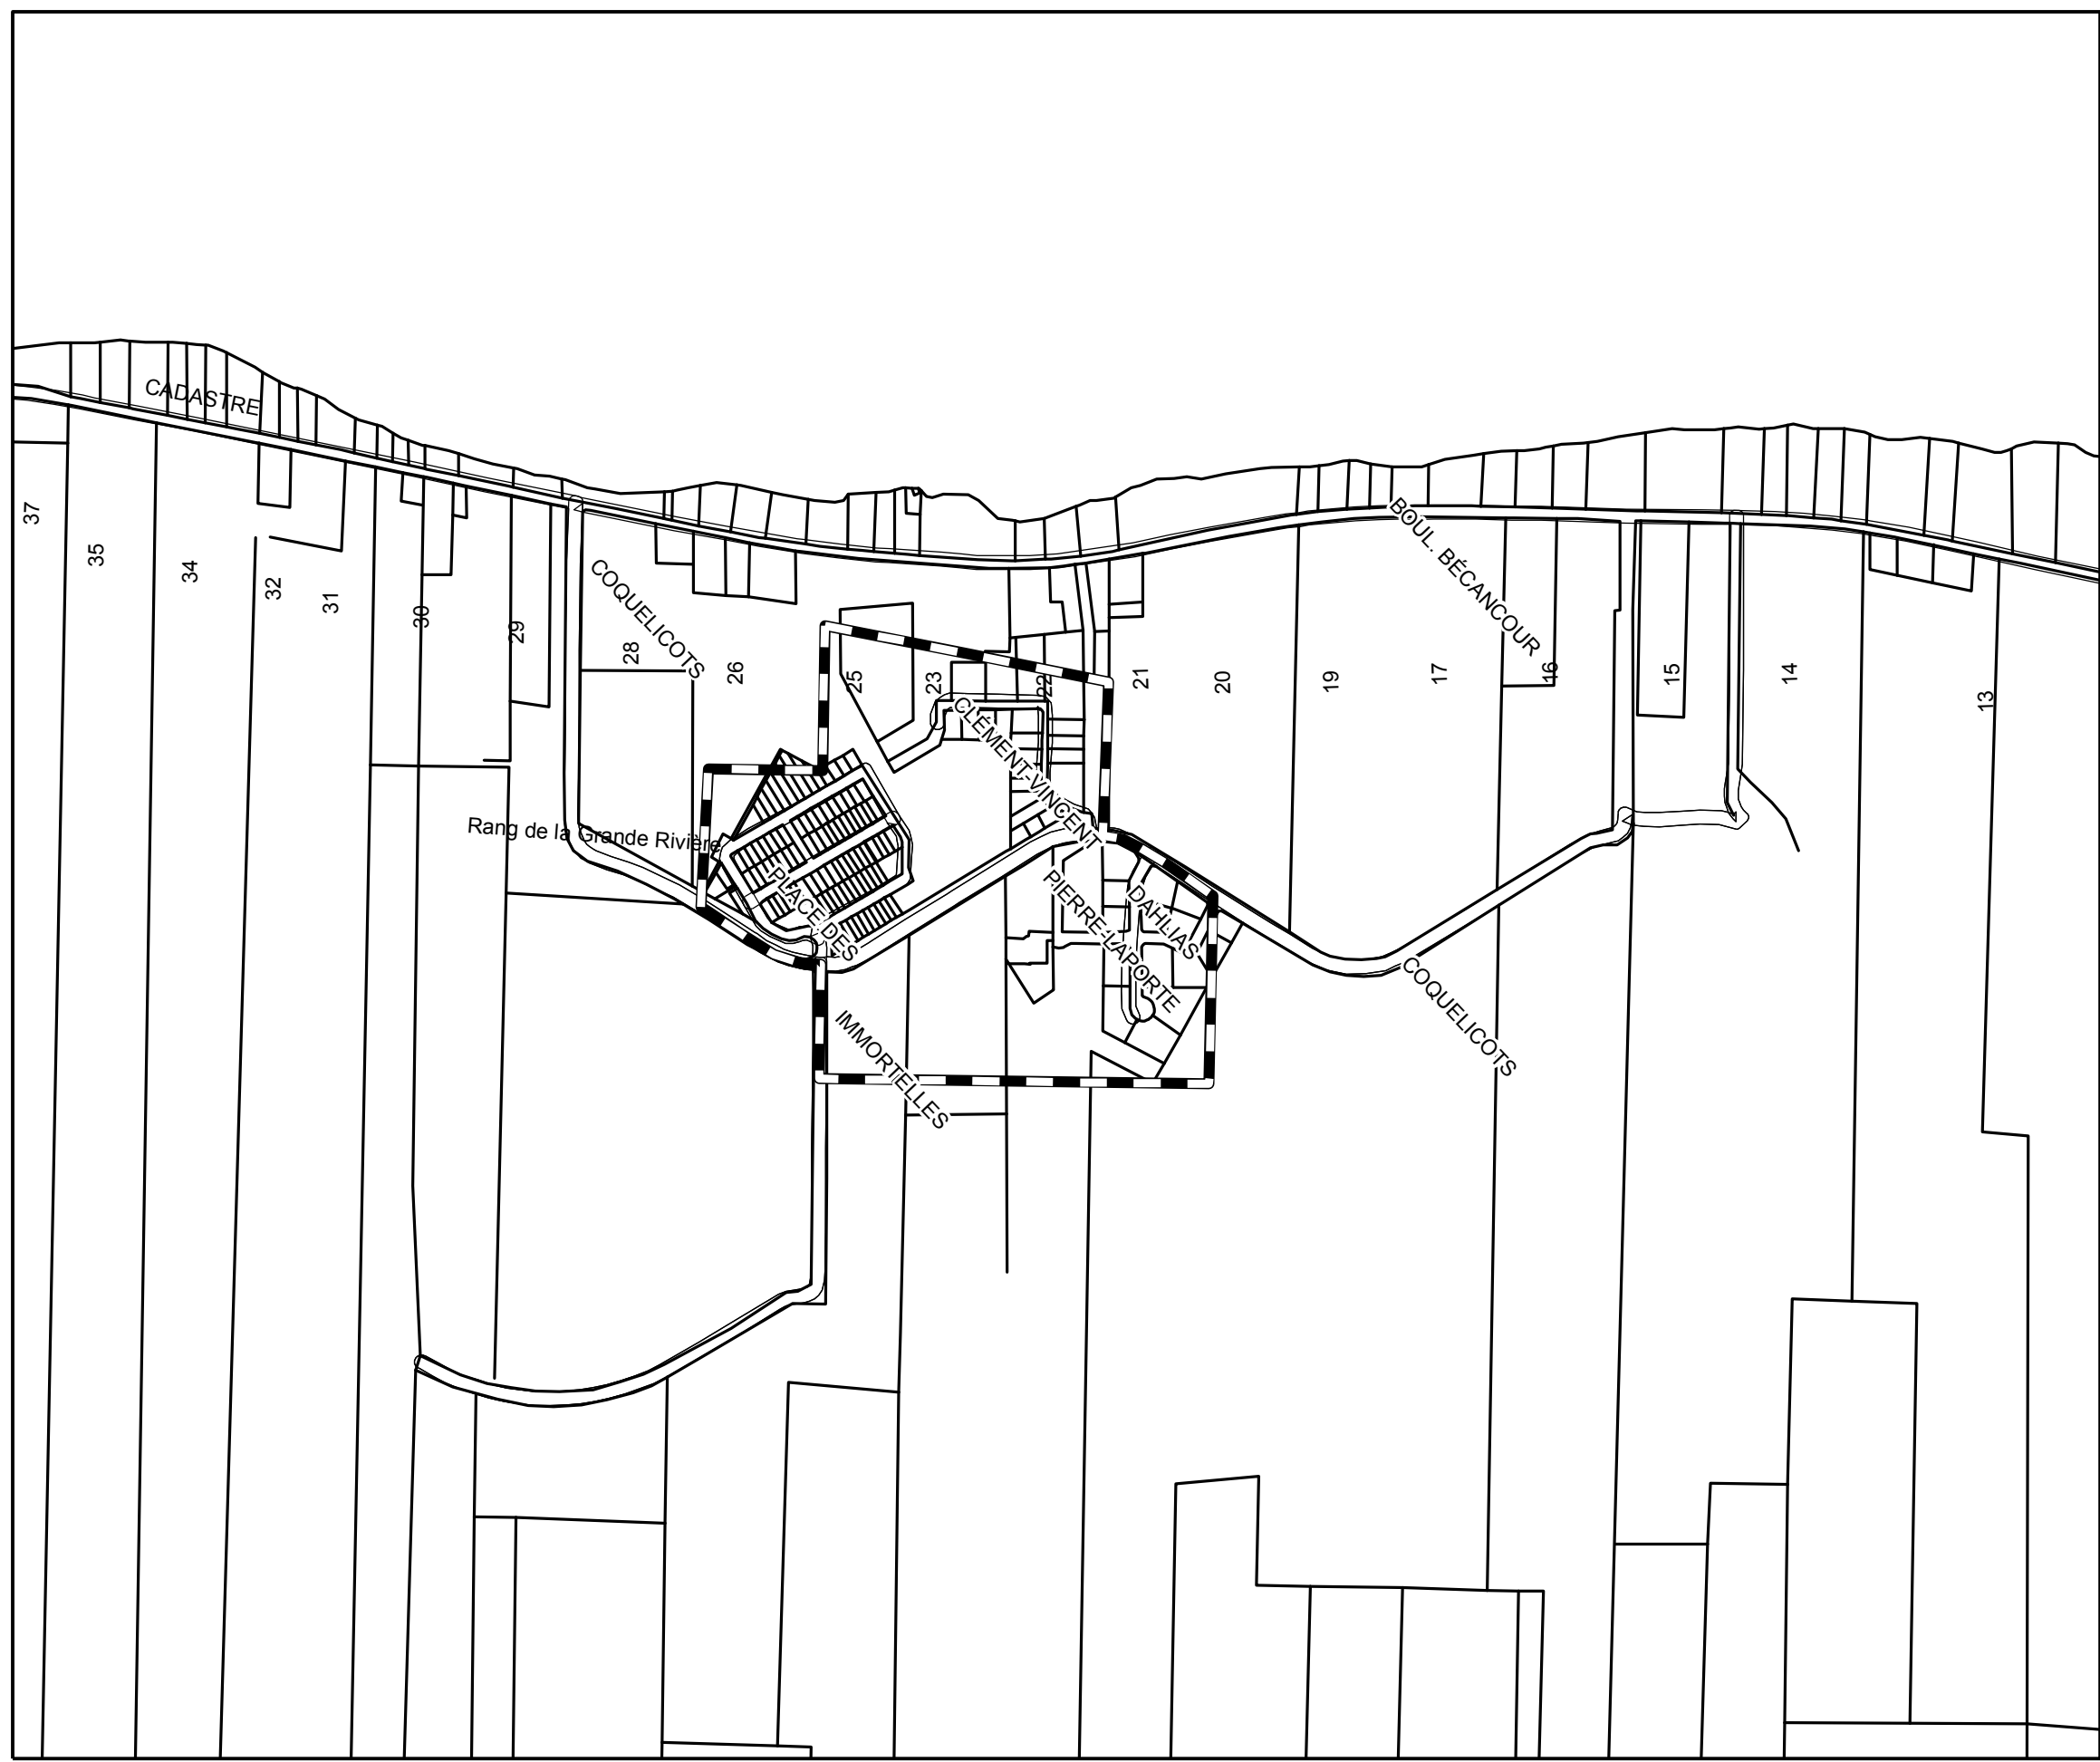 CADASTRE
37
35
34
32
31
30
29
28
26
25
23
22
21
20
19
17
16
15
14
13
COQUELICOTS
BOUL. BÉCANCOUR
CLÉMENT-VINCENT
Rang de la Grande Rivière
PLACE DES
PIERRE-LAPORTE
DAHLIAS
COQUELICOTS
IMMORTELLES